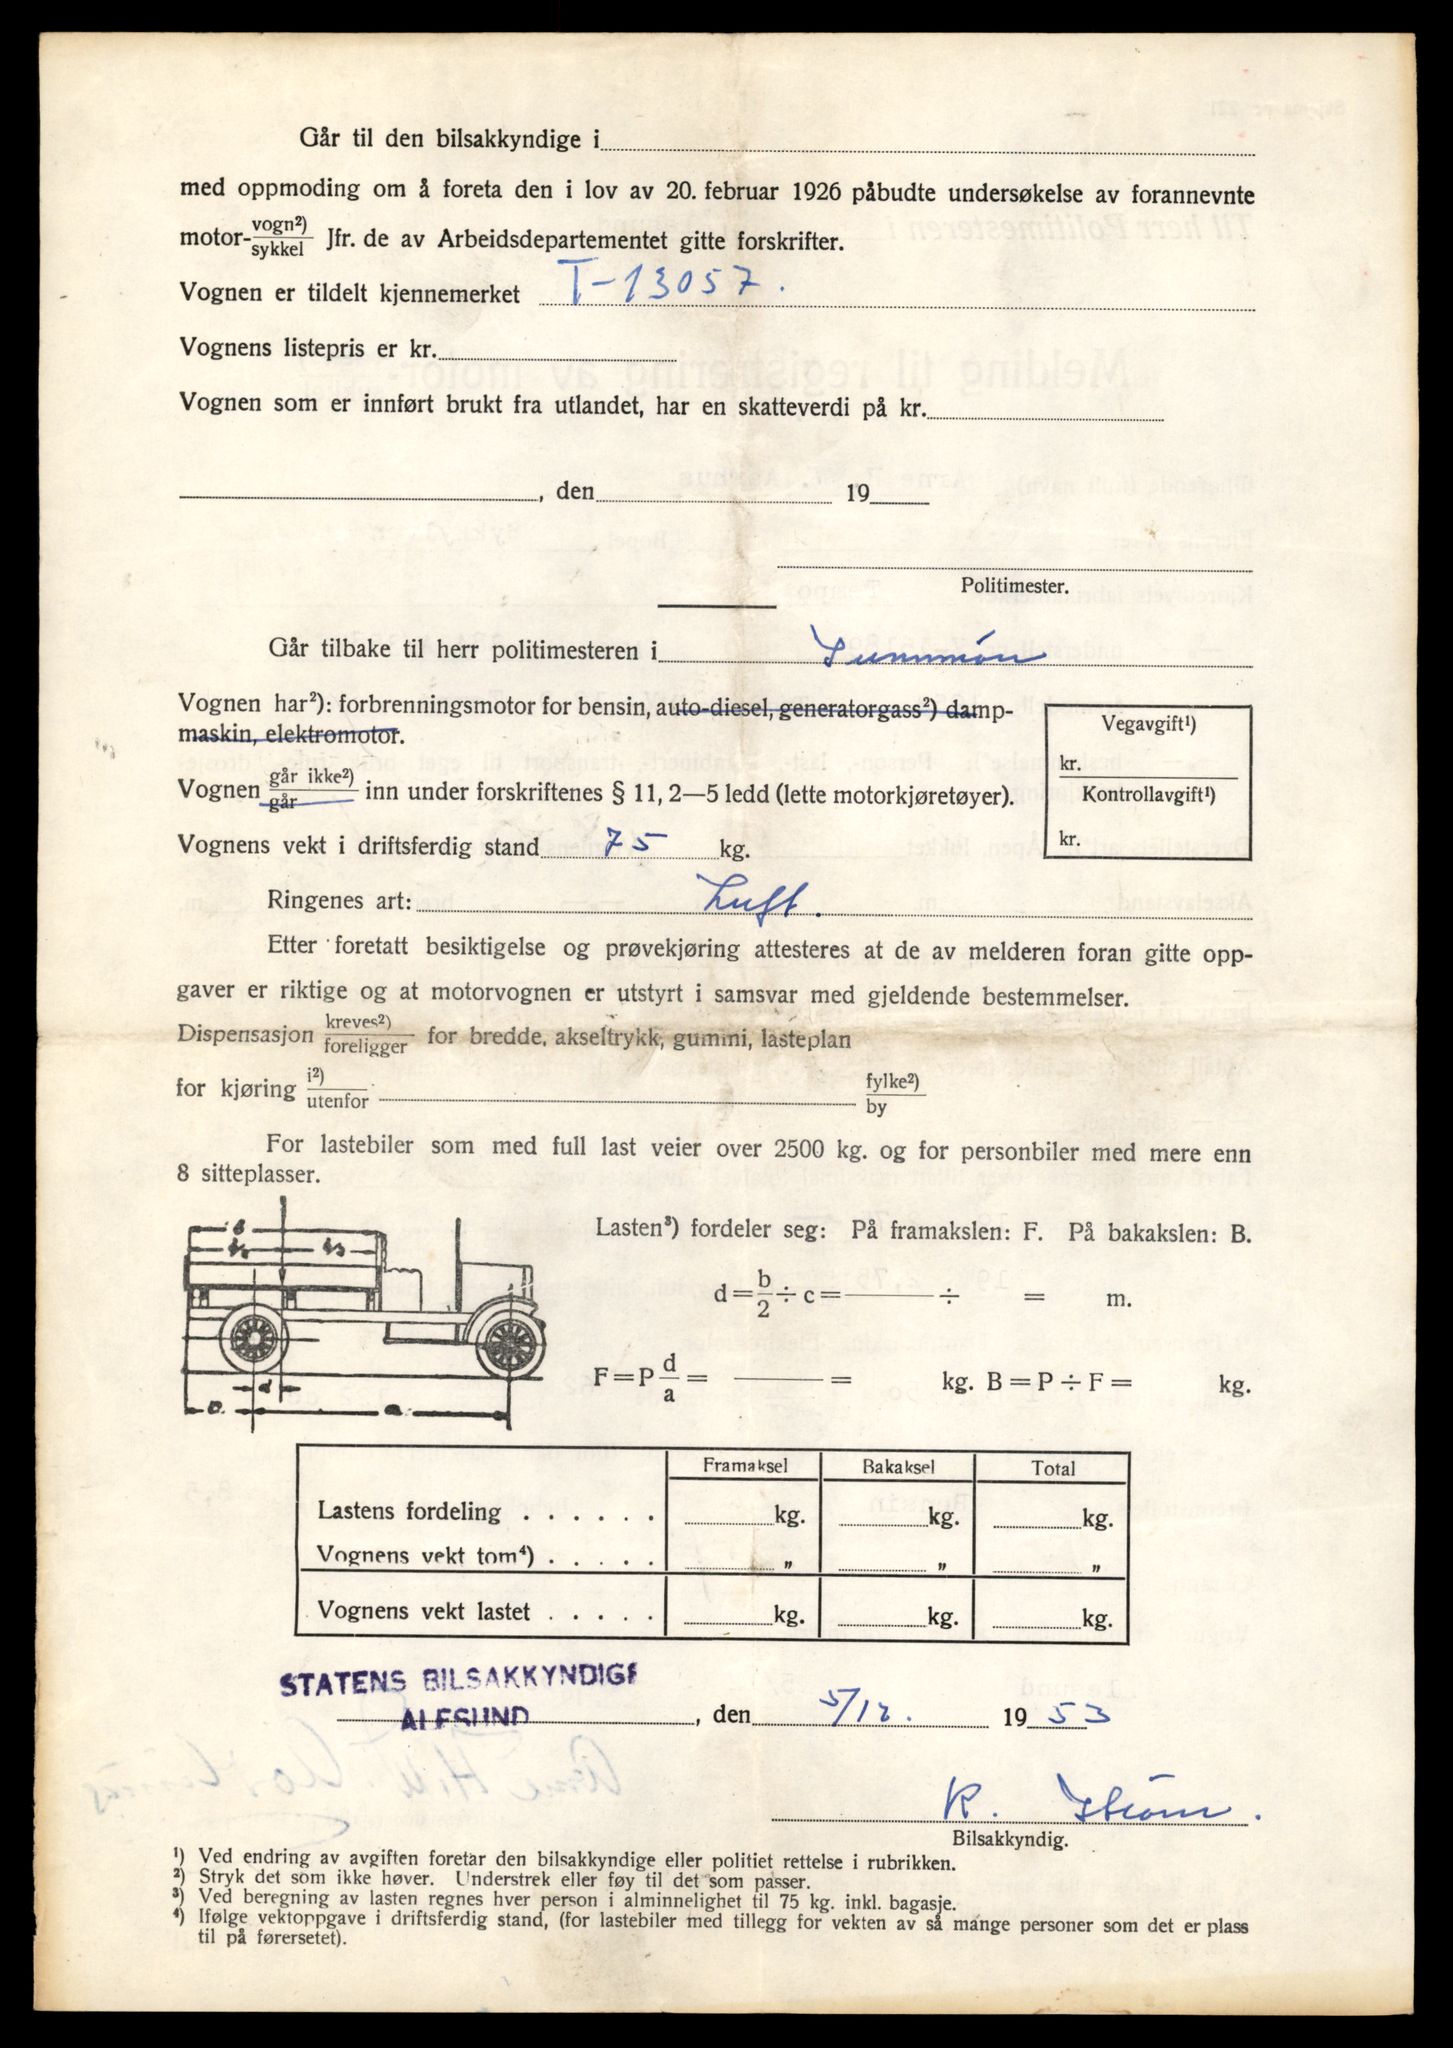 Går til den bilsakkyndige i
med oppmoding om å foreta den i lov av 20. februar 1926 påbudte undersøkelse av forannevnte
motor- vogn²) / sykkel Jfr. de av Arbeidsdepartementet gitte forskrifter.
Vognen er tildelt kjennemerket T-13057.
Vognens listepris er kr.
Vognen som er innført brukt fra utlandet, har en skatteverdi på kr.
, den 19
Politimester.
Går tilbake til herr politimesteren i Sunnmöre
Vognen har²): forbrenningsmotor for bensin, auto-diesel, generatorgass²) damp-
maskin, elektromotor.
Vegavgift¹)
kr.
Kontrollavgift¹)
kr.
Vognen går ikke²) / går inn under forskriftenes § 11, 2—5 ledd (lette motorkjøretøyer).
Vognens vekt i driftsferdig stand 75 kg.
Ringenes art: Luft.
Etter foretatt besiktigelse og prøvekjøring attesteres at de av melderen foran gitte opp-
gaver er riktige og at motorvognen er utstyrt i samsvar med gjeldende bestemmelser.
Dispensasjon kreves²) / foreligger for bredde, akseltrykk, gummi, lasteplan
for kjøring i²) / utenfor fylke²) / by
For lastebiler som med full last veier over 2500 kg. og for personbiler med mere enn
8 sitteplasser.
Lasten³) fordeler seg: På framakslen: F. På bakakslen: B.
d = b/2 ÷ c = ——— ÷ = m.
F = P d/a = ——— = kg. B = P ÷ F = kg.
b
b/2 b/2
d
c a
Framaksel Bakaksel Total
Lastens fordeling . . . . . . kg. kg. kg.
Vognens vekt tom⁴) . . . . . „ „ „
Vognens vekt lastet . . . . . kg. kg. kg.
STATENS BILSAKKYNDIGE
ÅLESUND, den 5/12. 1953
K. Ström.
Bilsakkyndig.
¹) Ved endring av avgiften foretar den bilsakkyndige eller politiet rettelse i rubrikken.
²) Stryk det som ikke høver. Understrek eller føy til det som passer.
³) Ved beregning av lasten regnes hver person i alminnelighet til 75 kg. inkl. bagasje.
⁴) Ifølge vektoppgave i driftsferdig stand, (for lastebiler med tillegg for vekten av så mange personer som det er plass
til på førersetet).